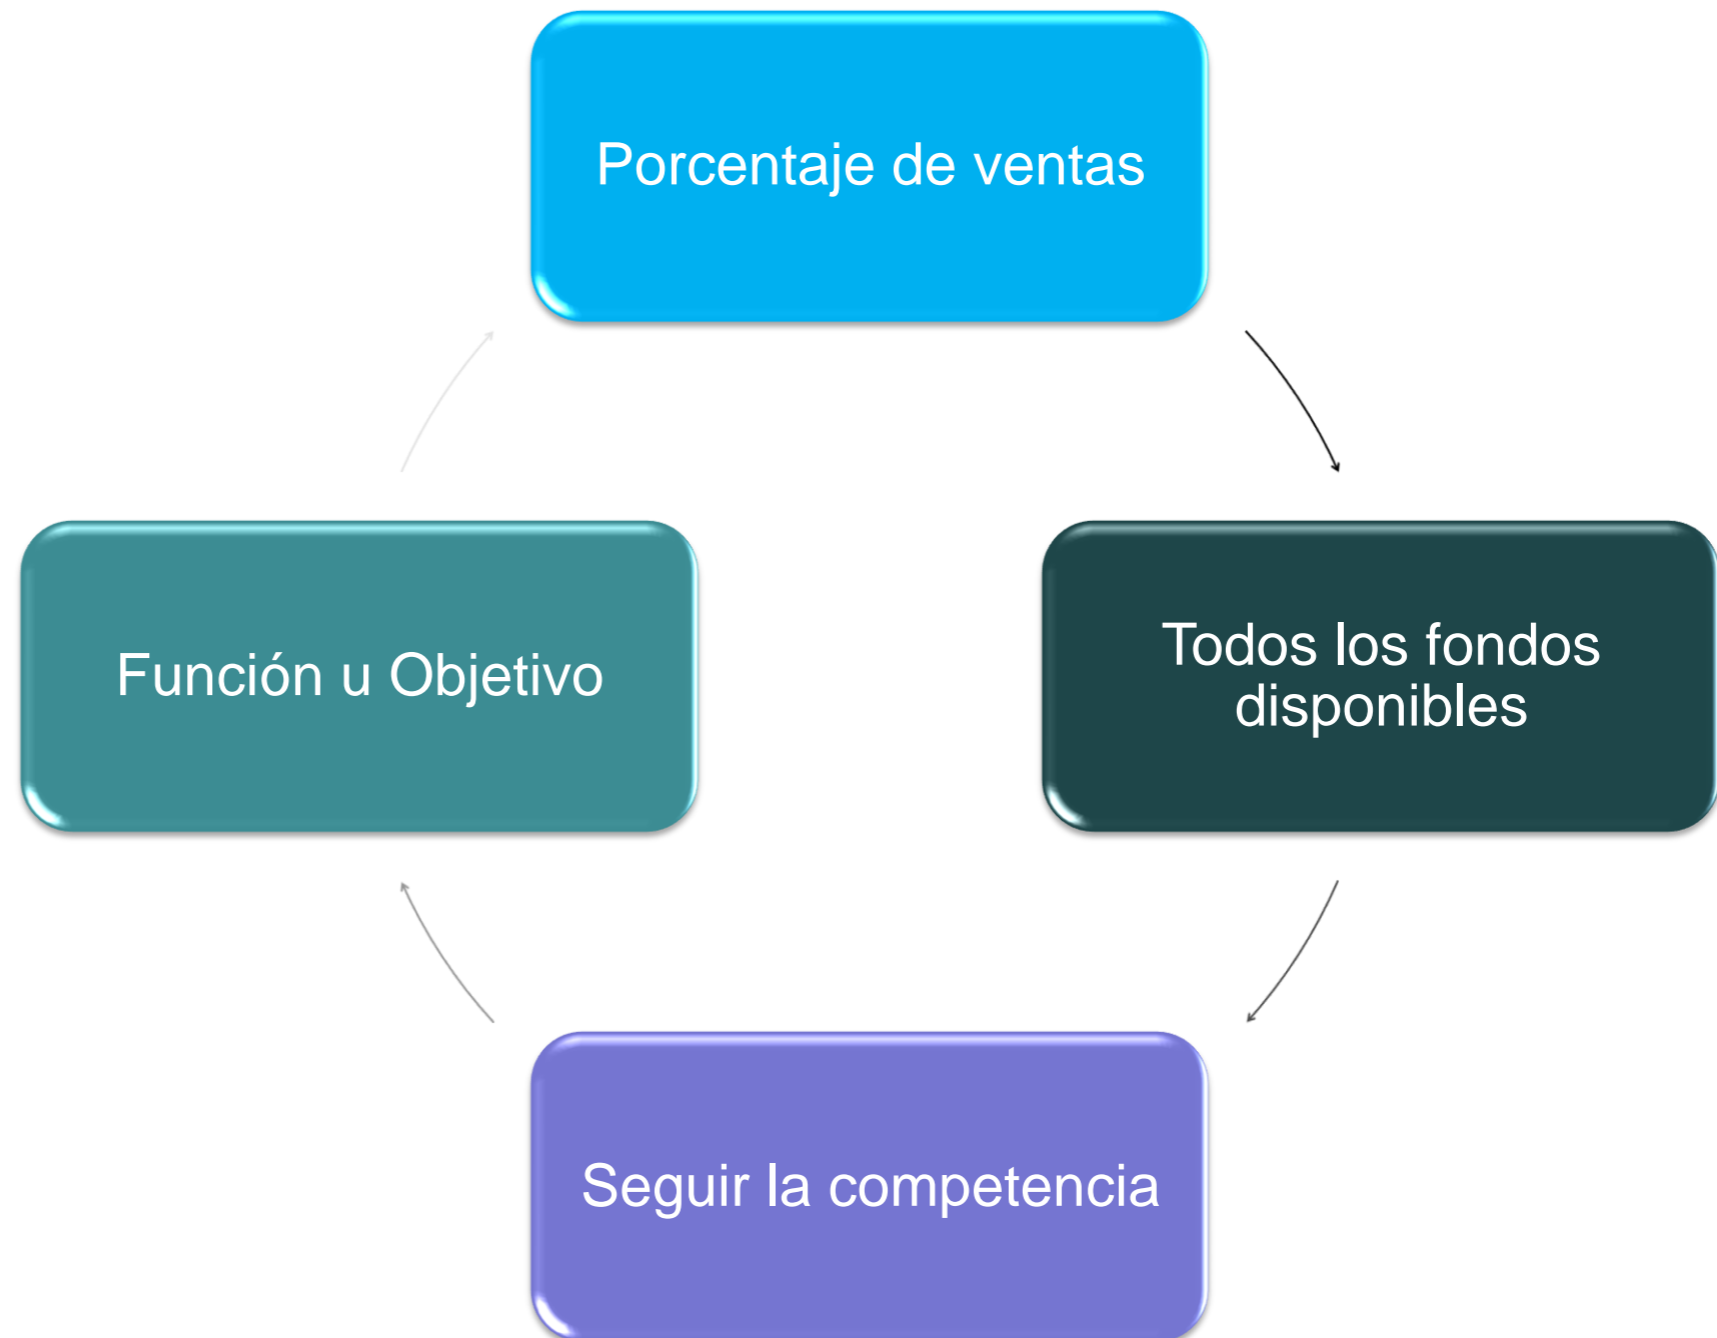 Porcentaje de ventas
Todos los fondos
disponibles
Seguir la competencia
Función u Objetivo